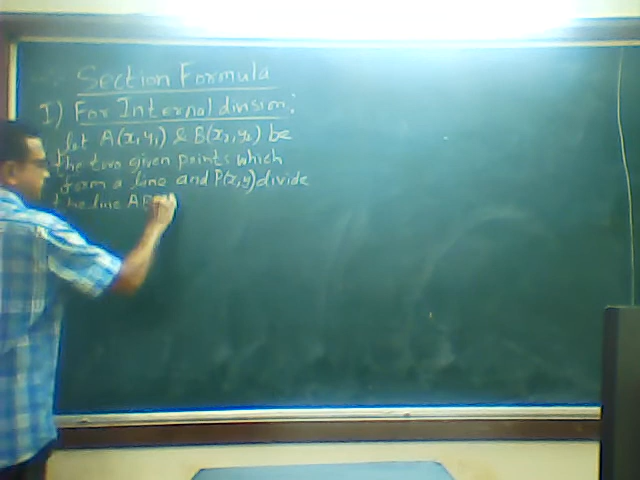 Section Formula
I) For Internal division:
let A(x,y₁) & B(x₂,y₂) be
the two given points which
form a line and P(x,y) divide
the line AB